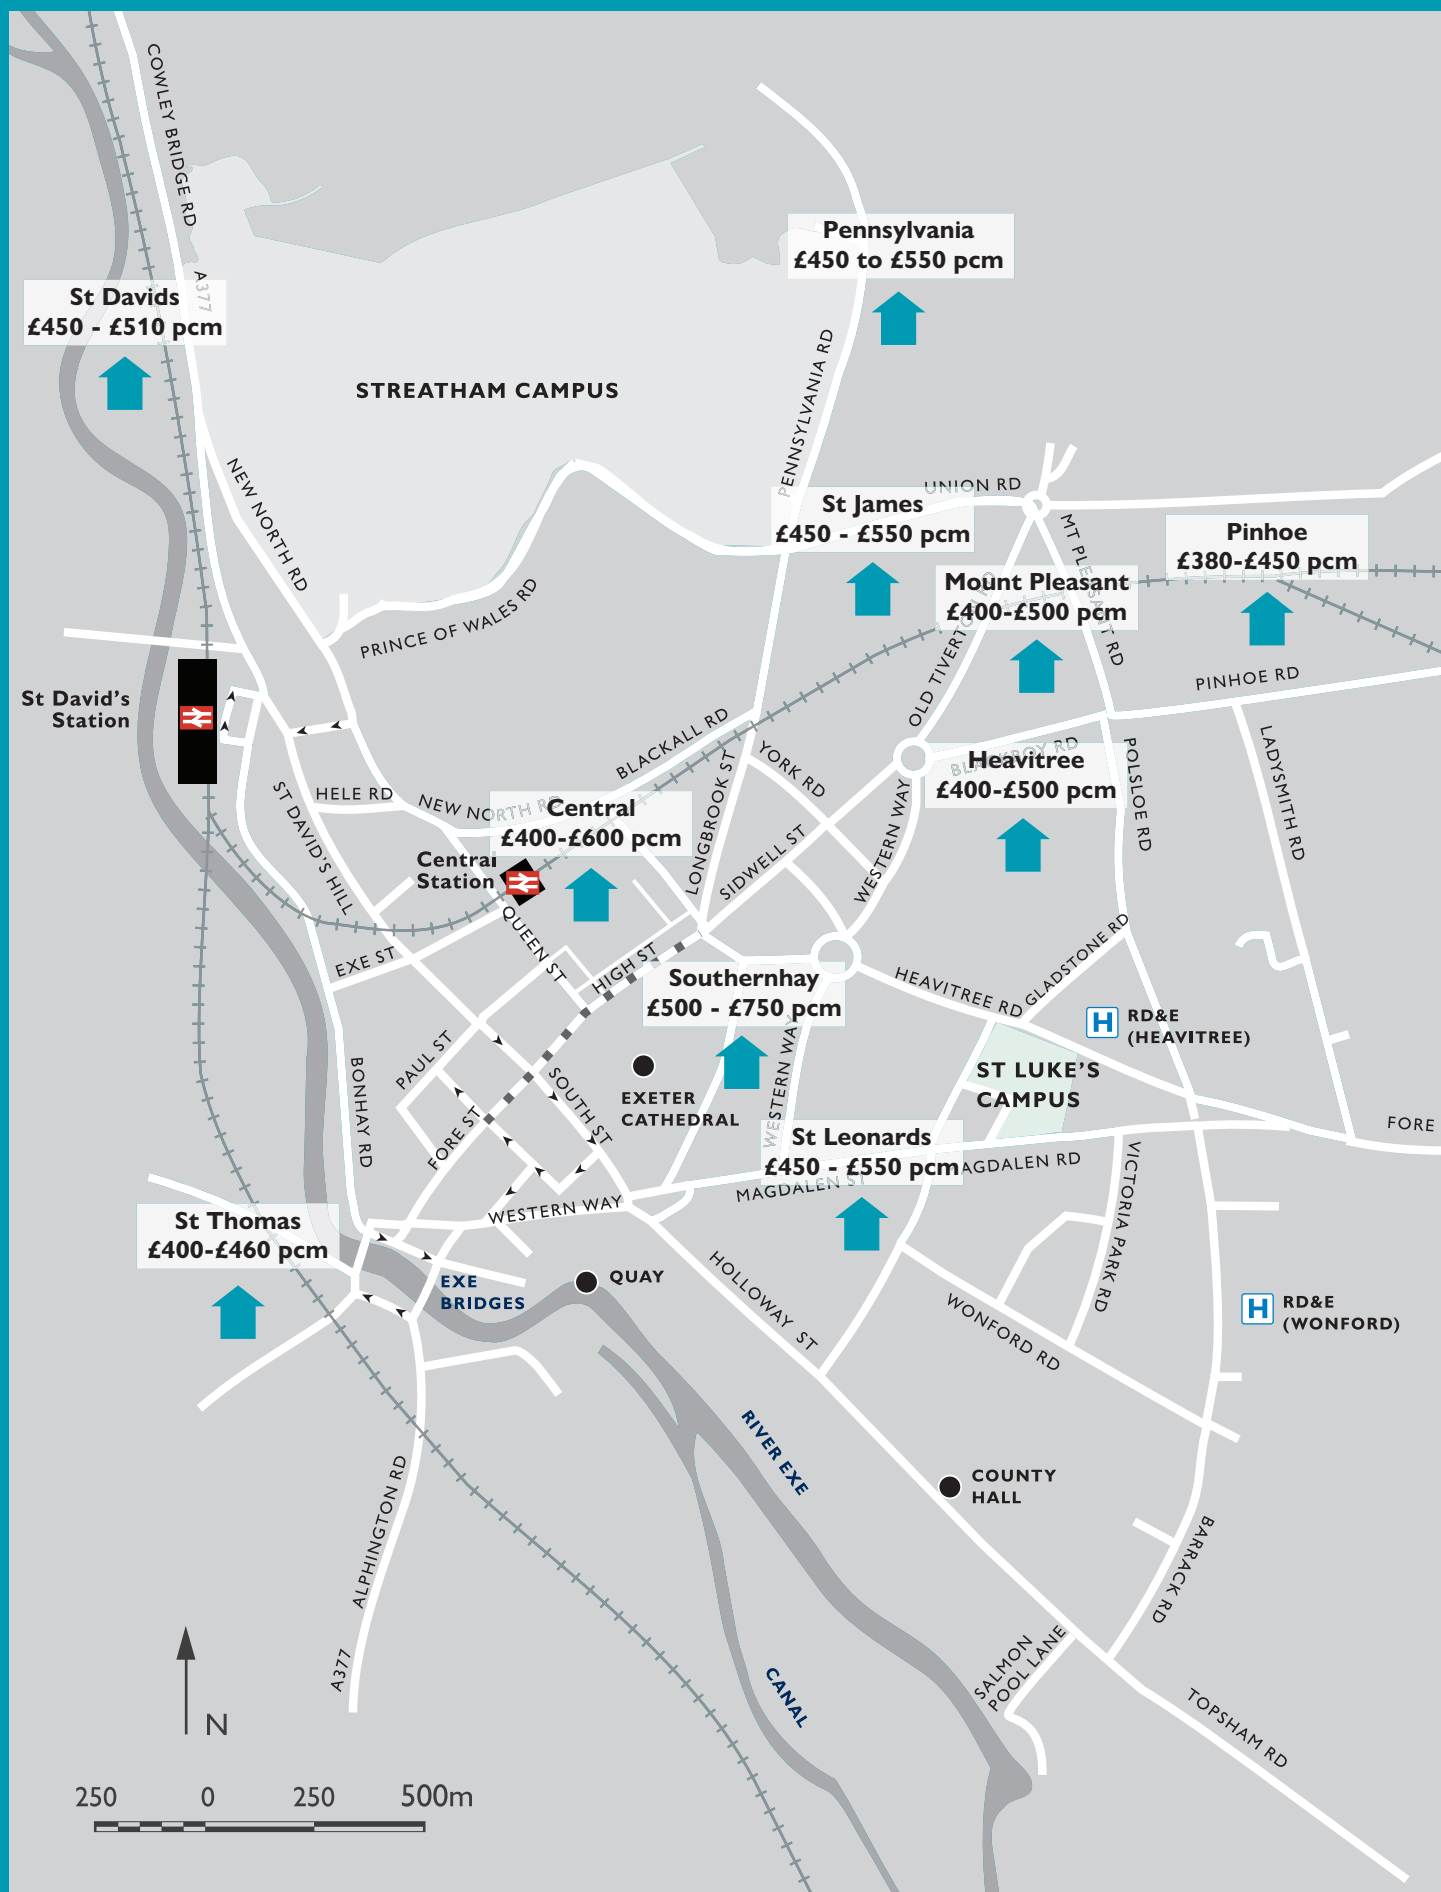 COWLEY BRIDGE RD
A377
Pennsylvania
£450 to £550 pcm
St Davids
£450 - £510 pcm
STREATHAM CAMPUS
PENNSYLVANIA RD
NEW NORTH RD
UNION RD
St James
£450 - £550 pcm
MT PLEASANT RD
Pinhoe
£380-£450 pcm
Mount Pleasant
£400-£500 pcm
OLD TIVERTON RD
PRINCE OF WALES RD
PINHOE RD
St David's
Station
BLACKALL RD
YORK RD
BLACKBOY RD
Heavitree
£400-£500 pcm
POLSLOE RD
LADYSMITH RD
HELE RD
NEW NORTH RD
Central
£400-£600 pcm
LONGBROOK ST
SIDWELL ST
WESTERN WAY
ST DAVID'S HILL
Central
Station
QUEEN ST
EXE ST
HIGH ST
Southernhay
£500 - £750 pcm
HEAVITREE RD
GLADSTONE RD
H
RD&E
(HEAVITREE)
PAUL ST
BONHAY RD
SOUTH ST
FORE ST
EXETER
CATHEDRAL
WESTERN WAY
ST LUKE'S
CAMPUS
FORE
St Leonards
£450 - £550 pcm
MAGDALEN ST
MAGDALEN RD
VICTORIA PARK RD
WESTERN WAY
St Thomas
£400-£460 pcm
EXE
BRIDGES
QUAY
HOLLOWAY ST
WONFORD RD
H
RD&E
(WONFORD)
RIVER EXE
COUNTY
HALL
ALPHINGTON RD
A377
BARRACK RD
SALMON
POOL LANE
CANAL
TOPSHAM RD
N
250 0 250 500m